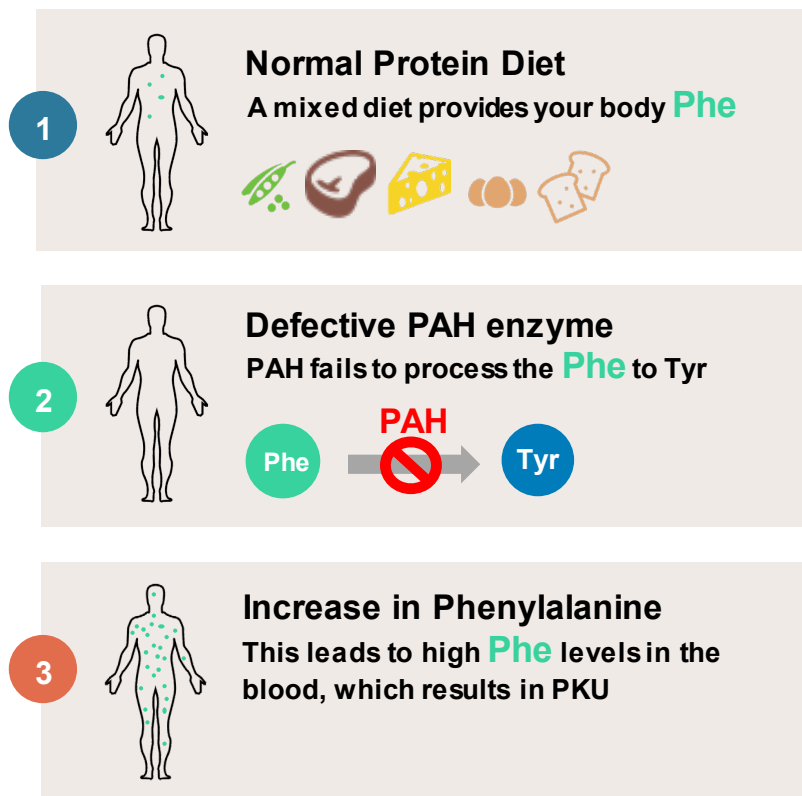 1
Normal Protein Diet
A mixed diet provides your body Phe
2
Defective PAH enzyme
PAH fails to process the Phe to Tyr
PAH
Phe
Tyr
3
Increase in Phenylalanine
This leads to high Phe levels in the
blood, which results in PKU